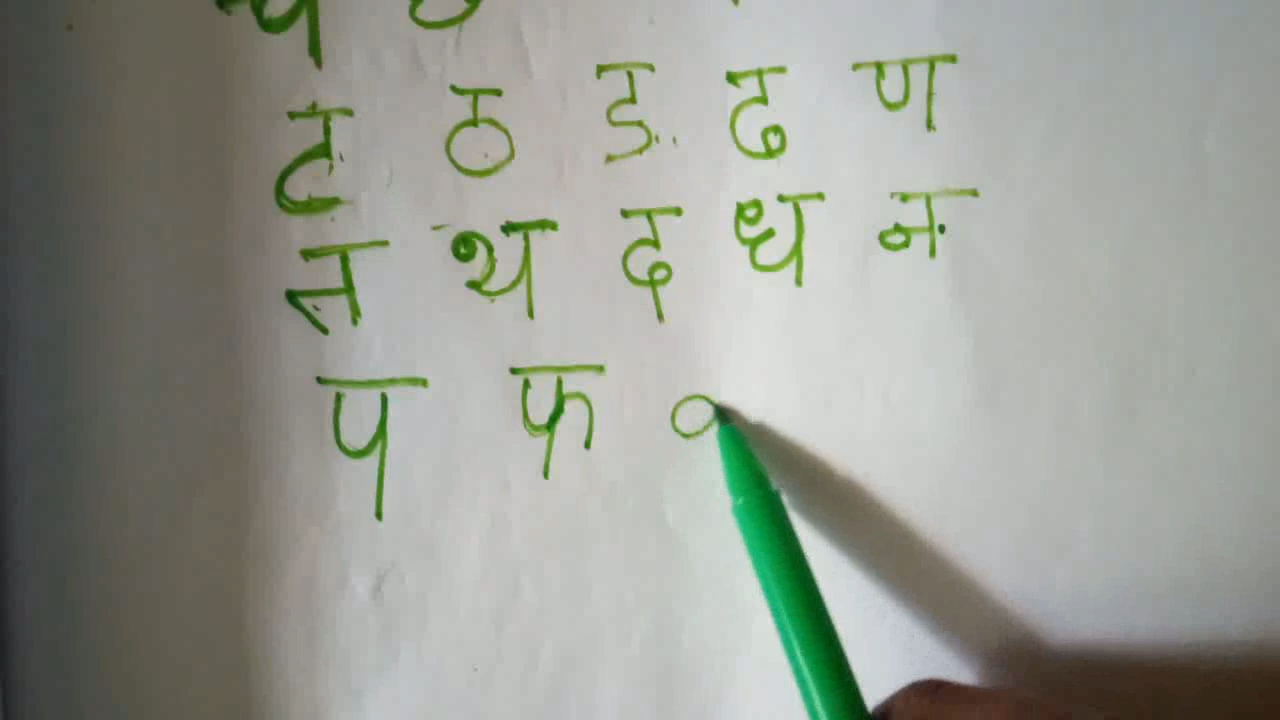 ट ठ ड ढ ण
त थ द ध न
प फ